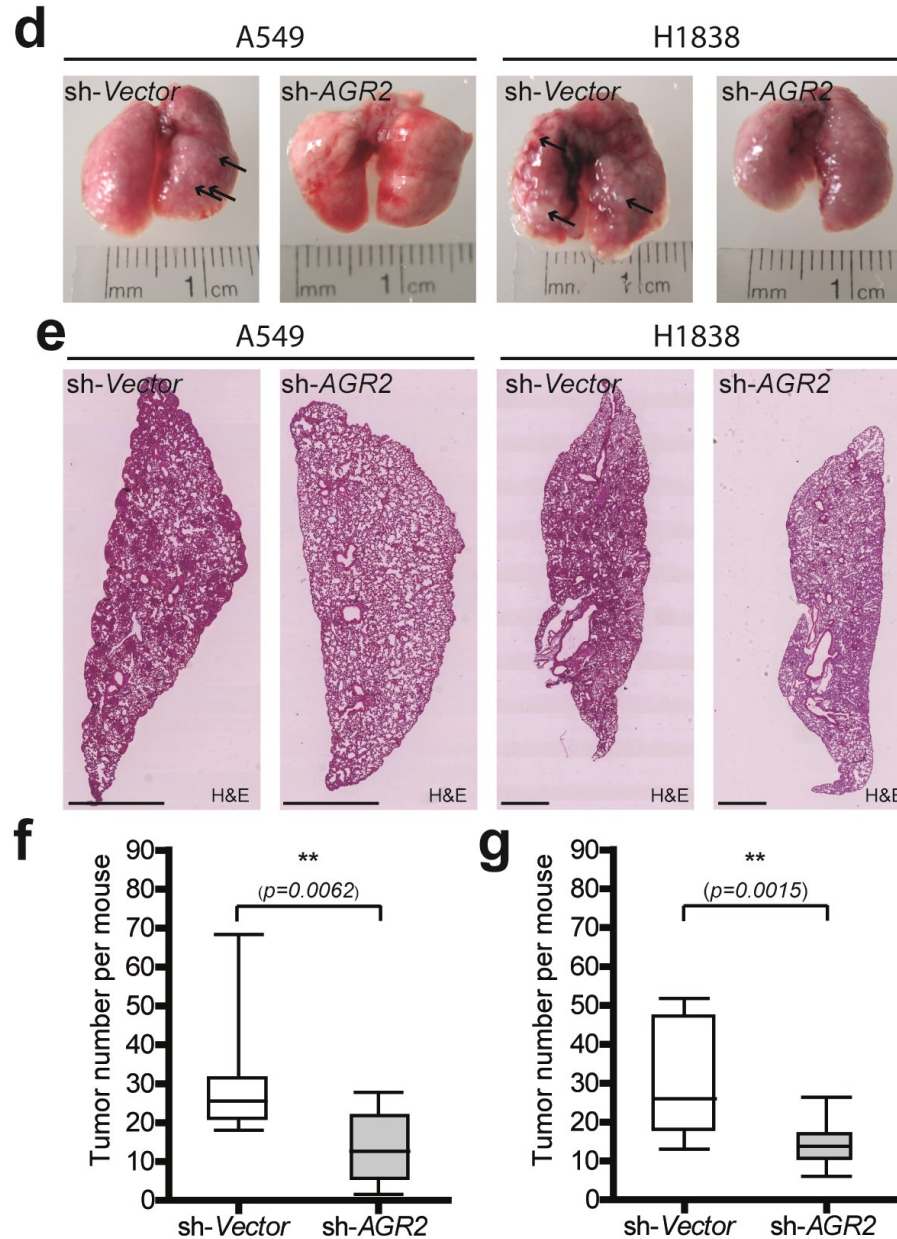 d
A549 H1838
sh-Vector sh-AGR2 sh-Vector sh-AGR2
mm 1 cm mm 1 cm mm 1 cm mm 1 cm
e
A549 H1838
sh-Vector sh-AGR2 sh-Vector sh-AGR2
H&E H&E H&E H&E
f
Tumor number per mouse
90
80
70
60
50
40
30
20
10
0
**
(p=0.0062)
sh-Vector sh-AGR2
g
Tumor number per mouse
90
80
70
60
50
40
30
20
10
0
**
(p=0.0015)
sh-Vector sh-AGR2